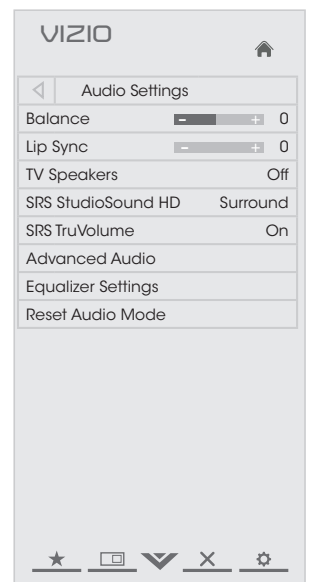 VIZIO
Audio Settings
Balance - + 0
Lip Sync - + 0
TV Speakers Off
SRS StudioSound HD Surround
SRS TruVolume On
Advanced Audio
Equalizer Settings
Reset Audio Mode